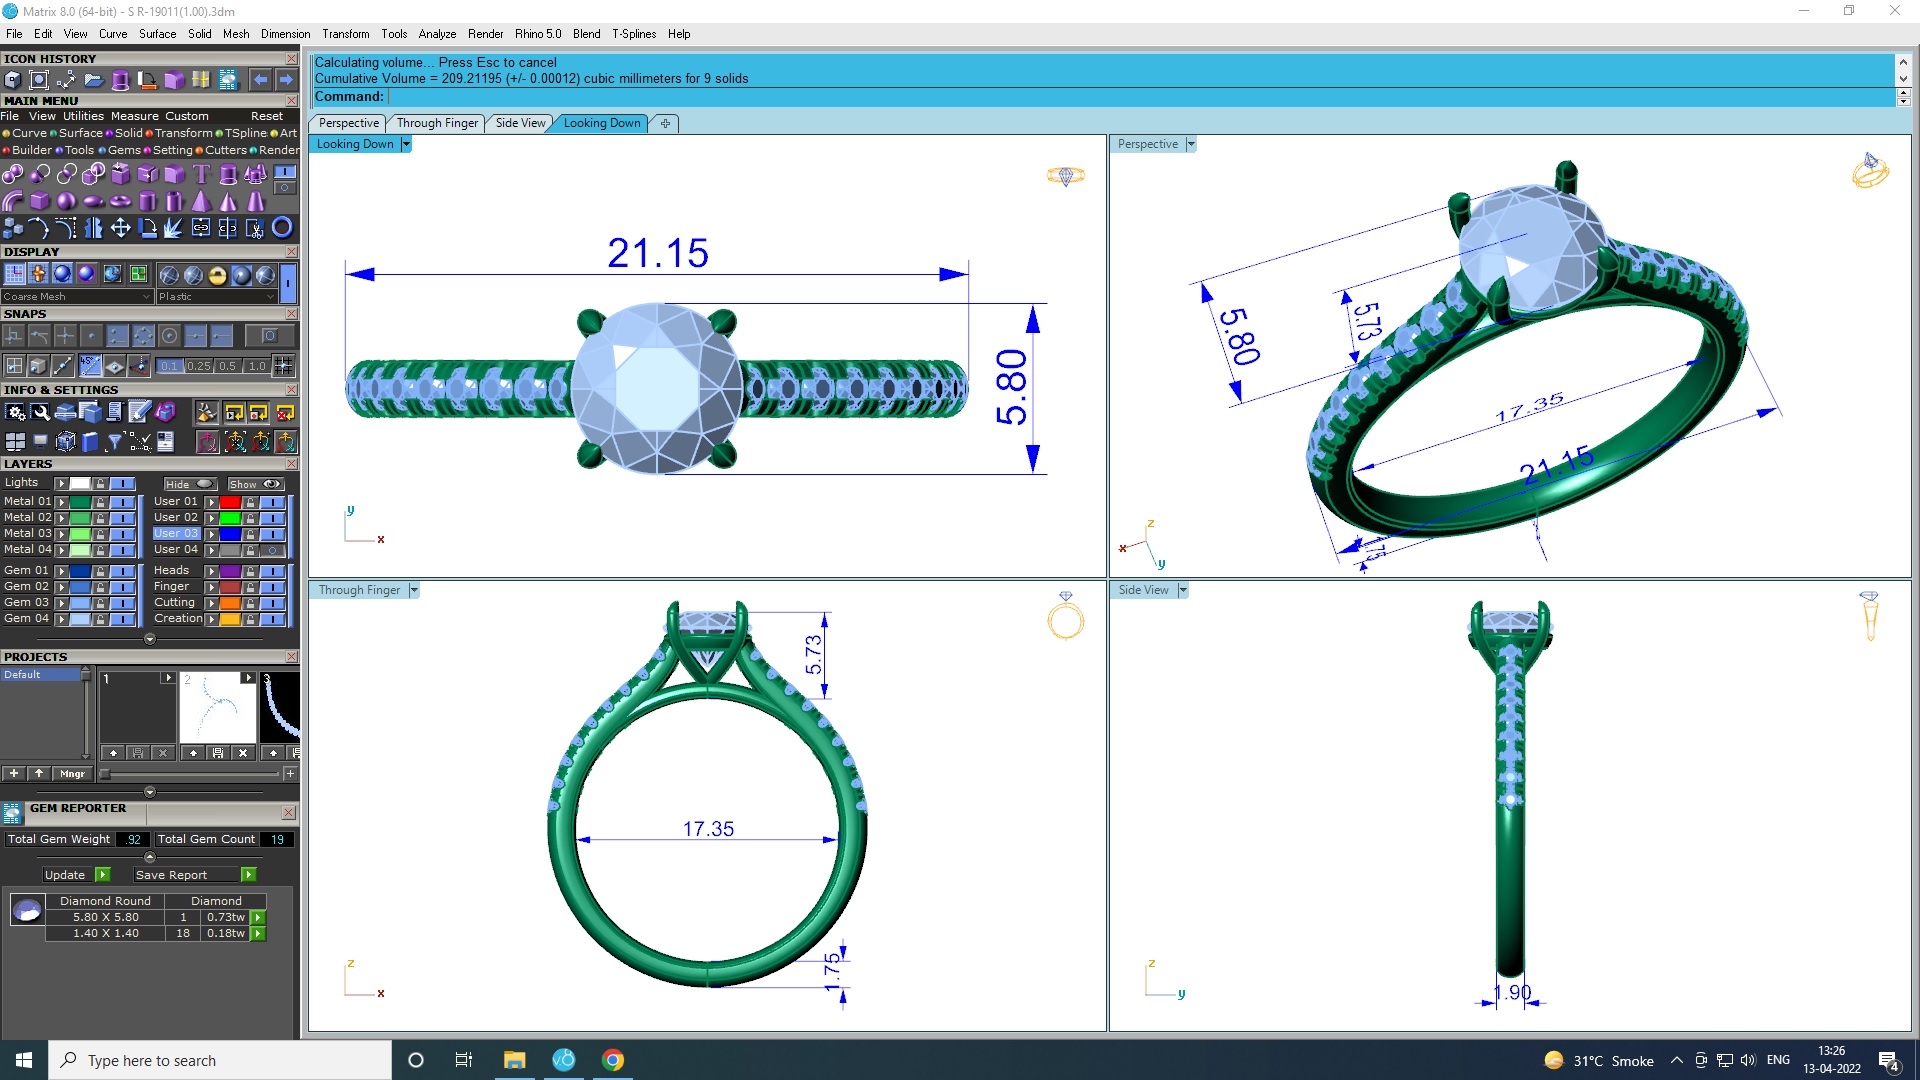 Matrix 8.0 (64-bit) - S R-19011(1.00).3dm
File Edit View Curve Surface Solid Mesh Dimension Transform Tools Analyze Render Rhino 5.0 Blend T-Splines Help
ICON HISTORY
MAIN MENU
File View Utilities Measure Custom Reset
Curve Surface Solid Transform TSpline Art
Builder Tools Gems Setting Cutters Render
DISPLAY
Coarse Mesh Plastic
SNAPS
45°
0.1 0.25 0.5 1.0
INFO & SETTINGS
LAYERS
Lights Hide Show
Metal 01 User 01
Metal 02 User 02
Metal 03 User 03
Metal 04 User 04
Gem 01 Heads
Gem 02 Finger
Gem 03 Cutting
Gem 04 Creation
PROJECTS
Default 1 2 3
+ Mngr
GEM REPORTER
Total Gem Weight .92 Total Gem Count 19
Update Save Report
Diamond Round Diamond
5.80 X 5.80 1 0.73tw
1.40 X 1.40 18 0.18tw
Calculating volume... Press Esc to cancel
Cumulative Volume = 209.21195 (+/- 0.00012) cubic millimeters for 9 solids
Command:
Perspective Through Finger Side View Looking Down
Looking Down
21.15
5.80
y
x
Perspective
5.80
5.73
17.35
21.15
1.75
z
x
y
Through Finger
5.73
17.35
1.75
z
x
Side View
1.90
z
y
Type here to search
31°C Smoke ENG 13:26
13-04-2022
4